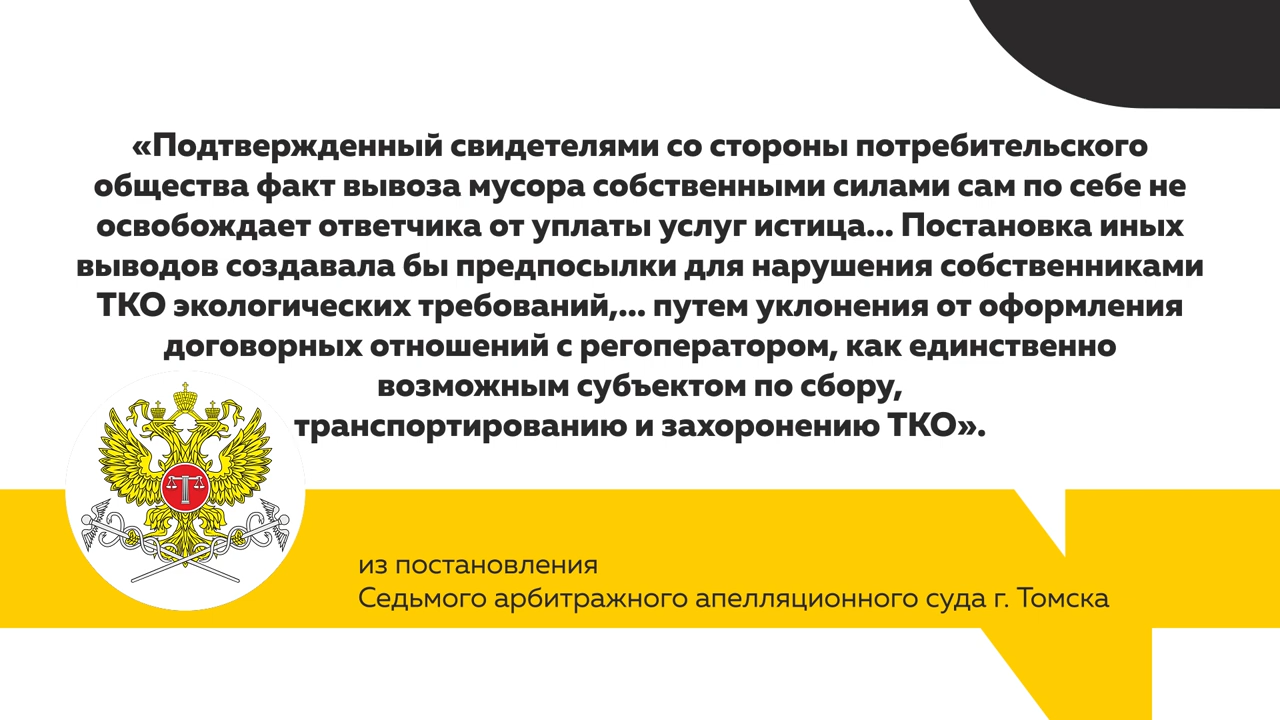 «Подтвержденный свидетелями со стороны потребительского
общества факт вывоза мусора собственными силами сам по себе не
освобождает ответчика от уплаты услуг истица... Постановка иных
выводов создавала бы предпосылки для нарушения собственниками
ТКО экологических требований,... путем уклонения от оформления
договорных отношений с регоператором, как единственно
возможным субъектом по сбору,
транспортированию и захоронению ТКО».
из постановления
Седьмого арбитражного апелляционного суда г. Томска